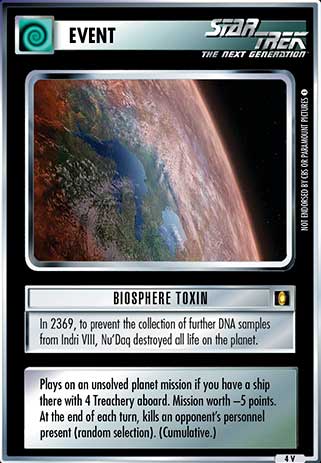 EVENT
STAR TREK
THE NEXT GENERATION
NOT ENDORSED BY CBS OR PARAMOUNT PICTURES
BIOSPHERE TOXIN
In 2369, to prevent the collection of further DNA samples
from Indri VIII, Nu'Daq destroyed all life on the planet.
Plays on an unsolved planet mission if you have a ship
there with 4 Treachery aboard. Mission worth –5 points.
At the end of each turn, kills an opponent's personnel
present (random selection). (Cumulative.)
4 V